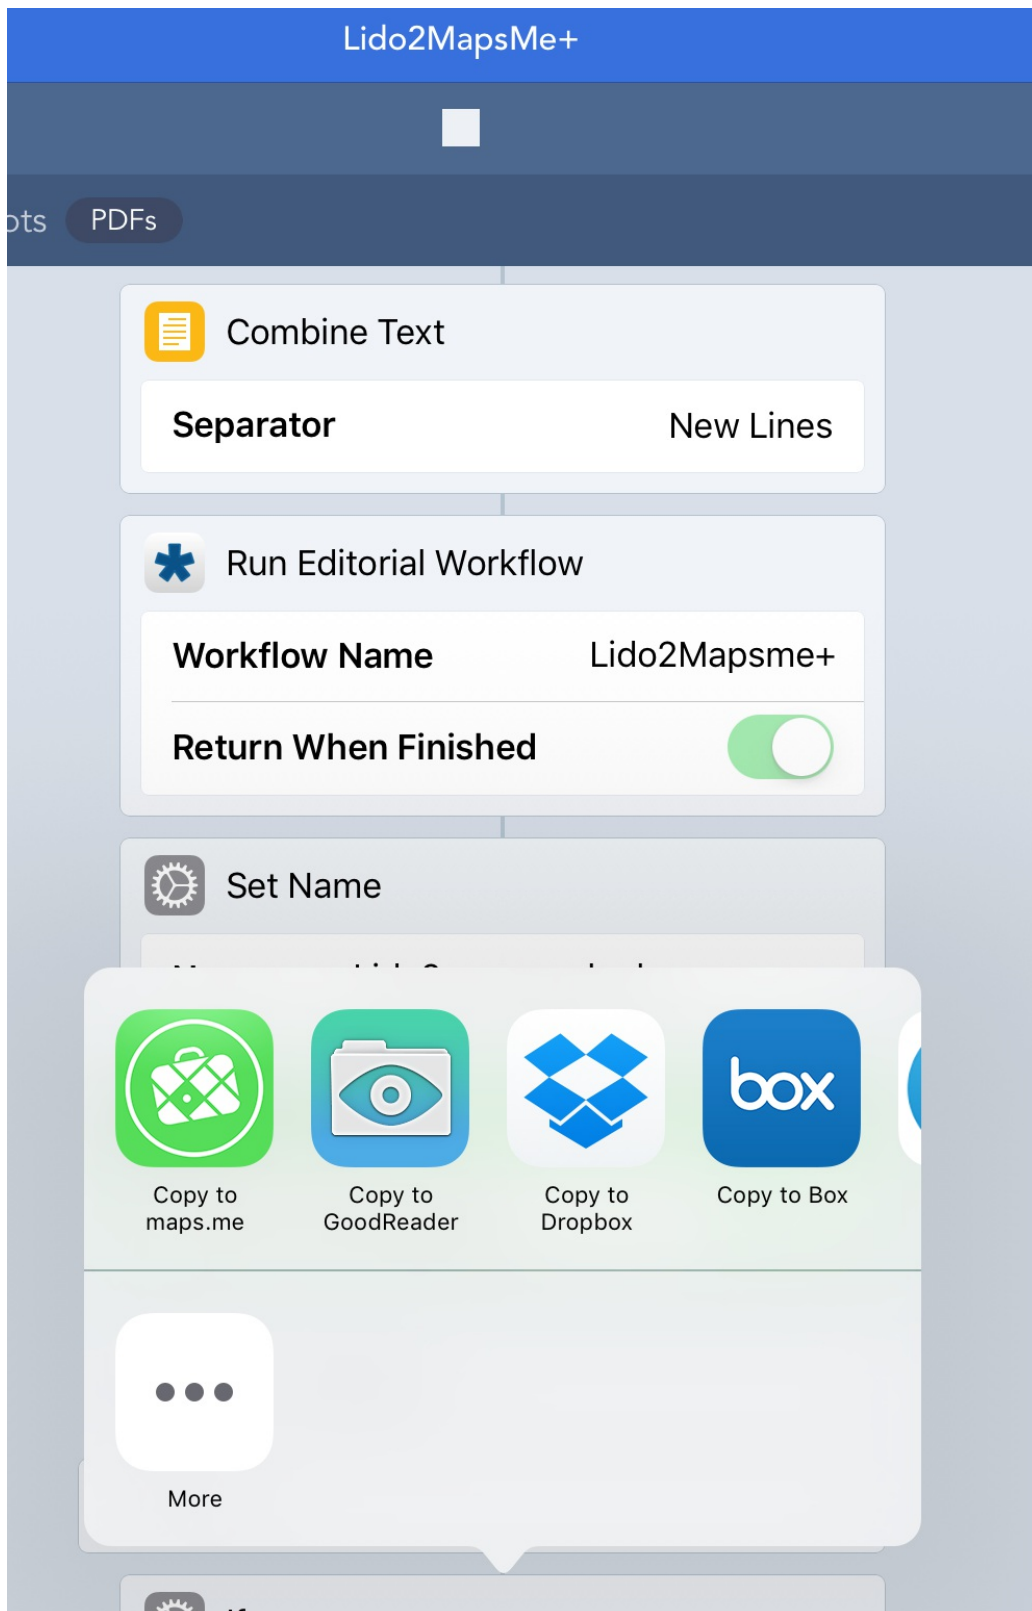 Lido2MapsMe+
ots PDFs
Combine Text
Separator New Lines
Run Editorial Workflow
Workflow Name Lido2Mapsme+
Return When Finished
Set Name
box
Copy to
maps.me
Copy to
GoodReader
Copy to
Dropbox
Copy to Box
More